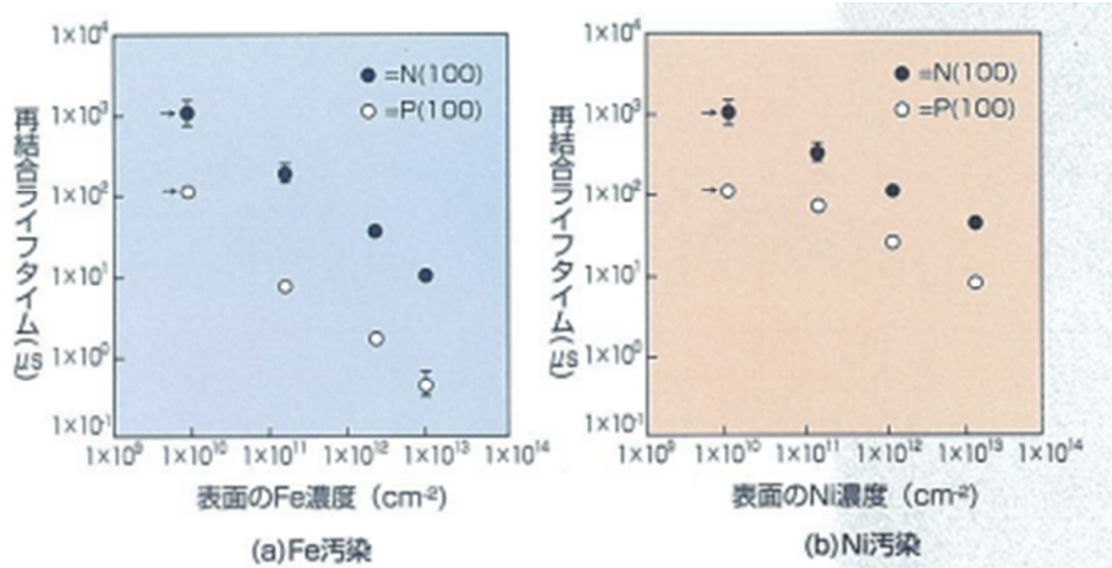 1×10⁴
1×10³
1×10²
1×10¹
1×10⁰
1×10⁻¹
再結合ライフタイム(μs)
●=N(100)
○=P(100)
1×10⁹ 1×10¹⁰ 1×10¹¹ 1×10¹² 1×10¹³ 1×10¹⁴
表面のFe濃度（cm⁻²）
(a)Fe汚染
1×10⁴
1×10³
1×10²
1×10¹
1×10⁰
1×10⁻¹
再結合ライフタイム(μs)
●=N(100)
○=P(100)
1×10⁹ 1×10¹⁰ 1×10¹¹ 1×10¹² 1×10¹³ 1×10¹⁴
表面のNi濃度（cm⁻²）
(b)Ni汚染